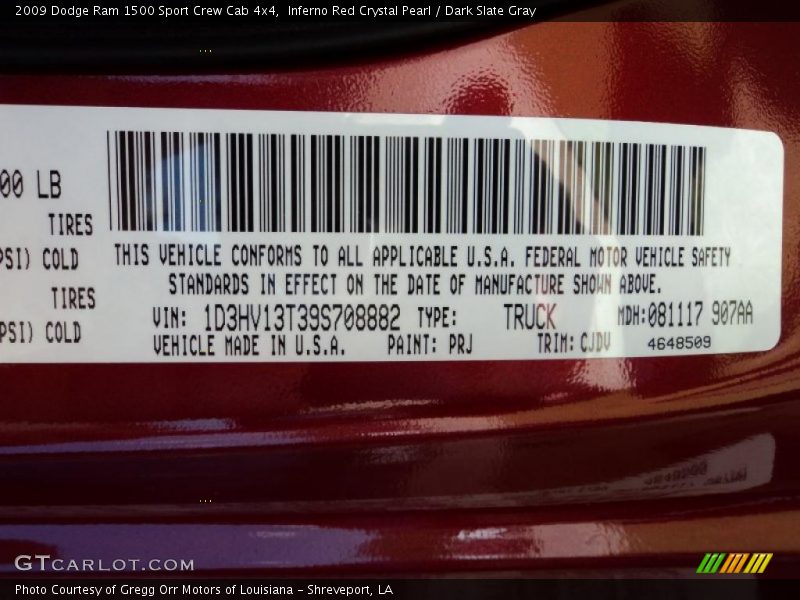 2009 Dodge Ram 1500 Sport Crew Cab 4x4,  Inferno Red Crystal Pearl / Dark Slate Gray
00 LB
TIRES
PSI) COLD
TIRES
PSI) COLD
THIS VEHICLE CONFORMS TO ALL APPLICABLE U.S.A. FEDERAL MOTOR VEHICLE SAFETY
STANDARDS IN EFFECT ON THE DATE OF MANUFACTURE SHOWN ABOVE.
VIN: 1D3HV13T39S708882 TYPE: TRUCK MDH:081117 907AA
VEHICLE MADE IN U.S.A. PAINT: PRJ TRIM: CJDV 4648509
GTCARLOT.COM
Photo Courtesy of Gregg Orr Motors of Louisiana - Shreveport, LA